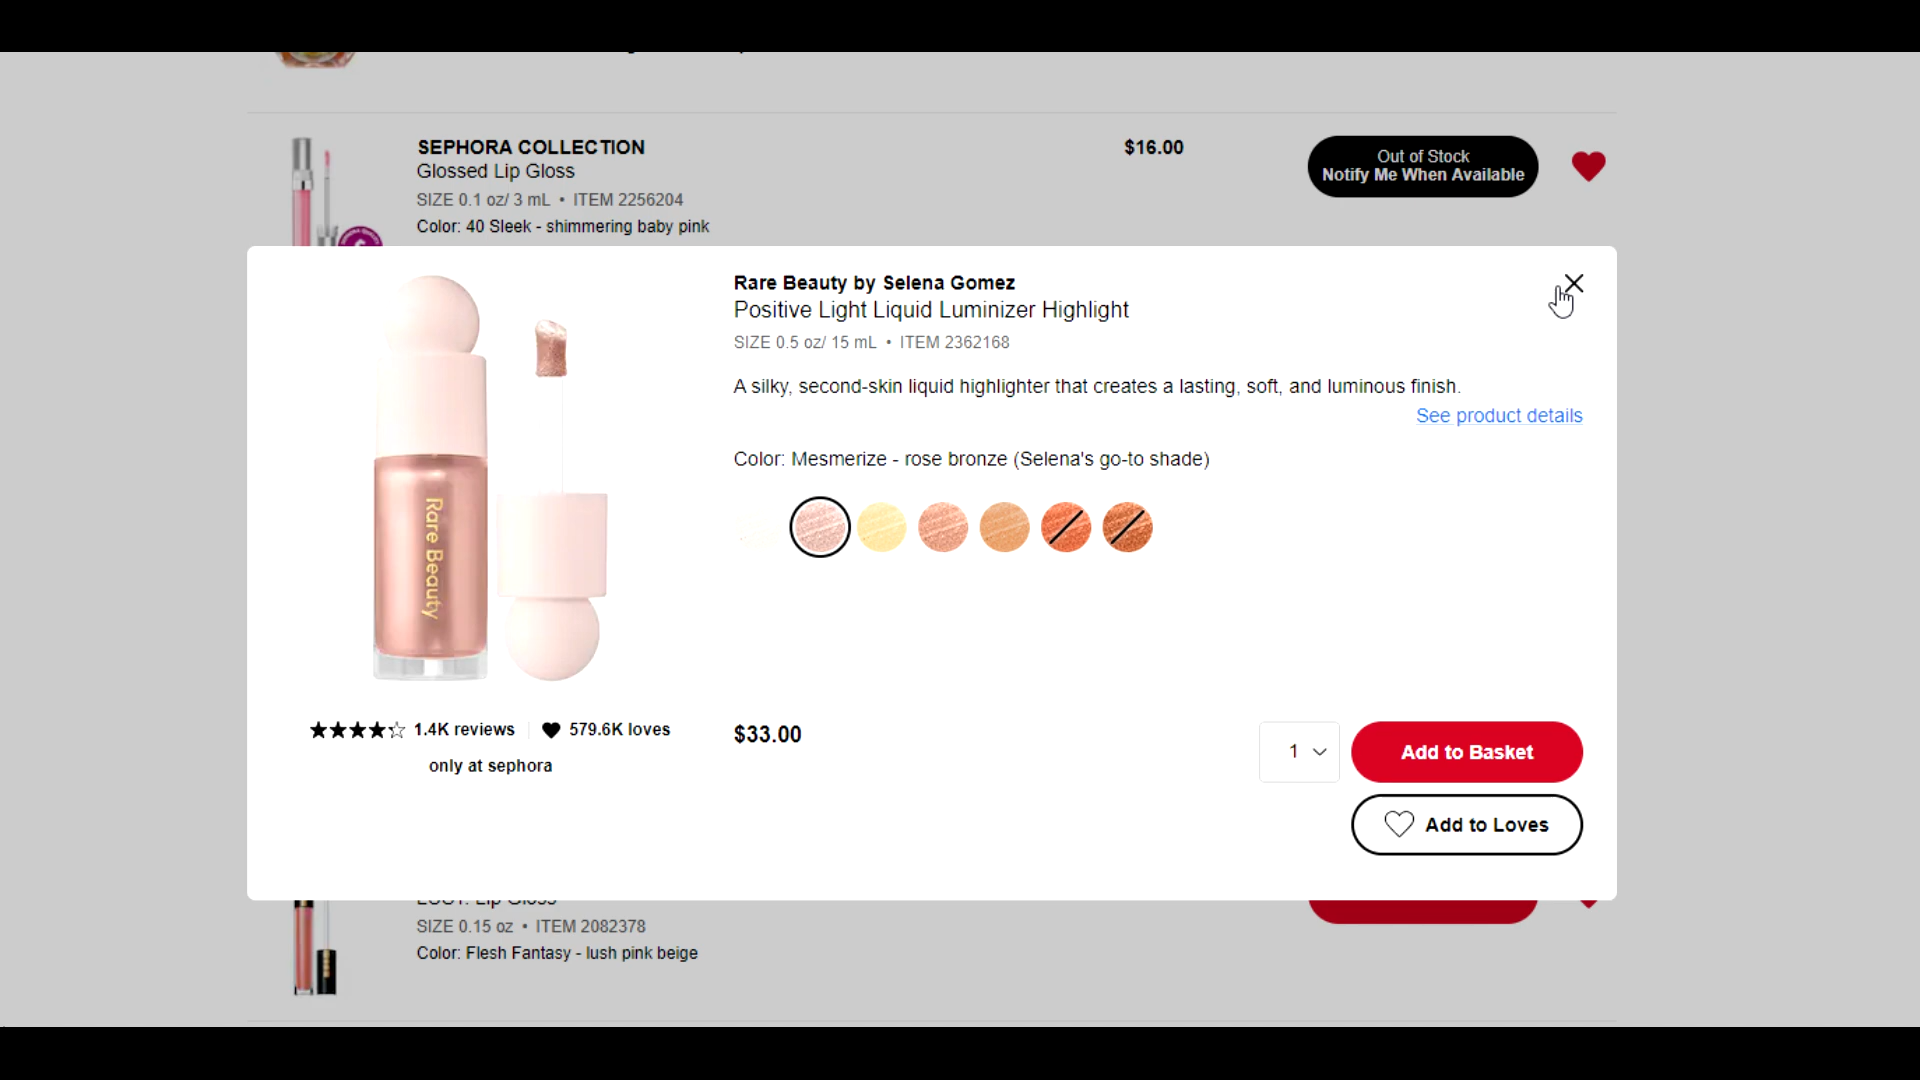 SEPHORA COLLECTION
Glossed Lip Gloss
SIZE 0.1 oz/ 3 mL • ITEM 2256204
Color: 40 Sleek - shimmering baby pink
$16.00
Out of Stock
Notify Me When Available
Rare Beauty by Selena Gomez
Positive Light Liquid Luminizer Highlight
SIZE 0.5 oz/ 15 mL • ITEM 2362168
A silky, second-skin liquid highlighter that creates a lasting, soft, and luminous finish.
See product details
Color: Mesmerize - rose bronze (Selena's go-to shade)
Rare Beauty
1.4K reviews
579.6K loves
only at sephora
$33.00
1
Add to Basket
Add to Loves
Lip Gloss
SIZE 0.15 oz • ITEM 2082378
Color: Flesh Fantasy - lush pink beige